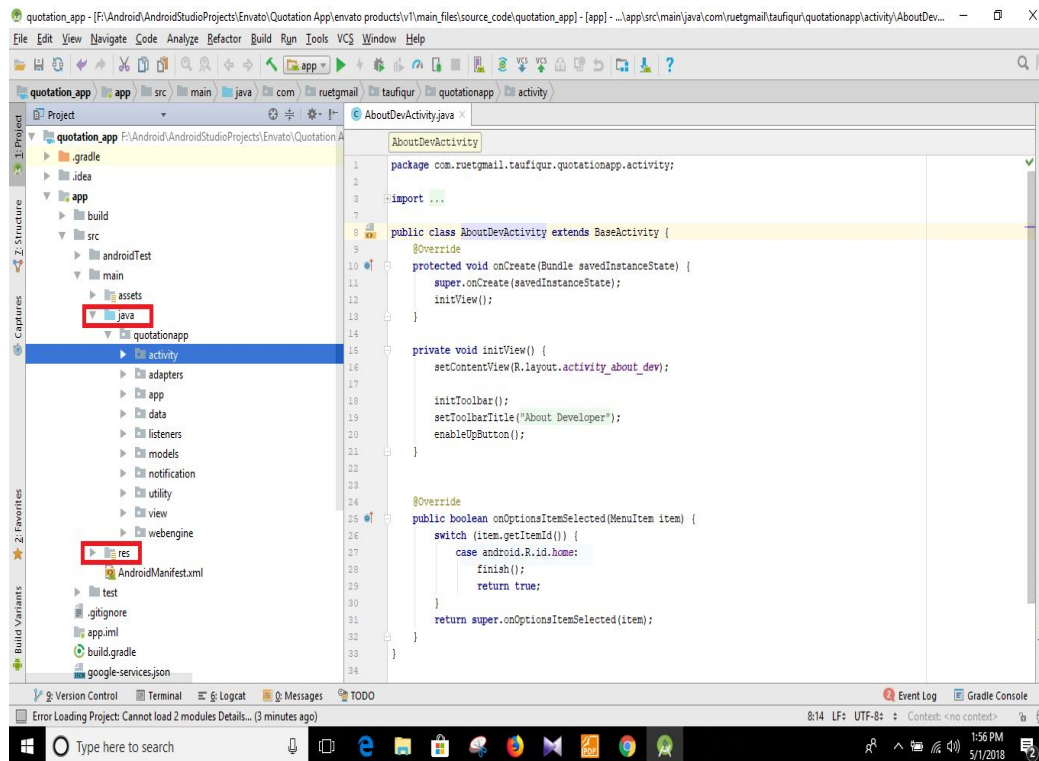 quotation_app - [F:\Android\AndroidStudioProjects\Envato\Quotation App\envato products\v1\main_files\source_code\quotation_app] - [app] - ...\app\src\main\java\com\ruetgmail\taufiqur\quotationapp\activity\AboutDev...
File Edit View Navigate Code Analyze Refactor Build Run Tools VCS Window Help
app
VCS VCS
quotation_app app src main java com ruetgmail taufiqur quotationapp activity
Project
AboutDevActivity.java
1: Project
Z: Structure
Captures
2: Favorites
Build Variants
quotation_app F:\Android\AndroidStudioProjects\Envato\Quotation A
.gradle
.idea
app
build
src
androidTest
main
assets
java
quotationapp
activity
adapters
app
data
listeners
models
notification
utility
view
webengine
res
AndroidManifest.xml
test
.gitignore
app.iml
build.gradle
google-services.json
AboutDevActivity
1 package com.ruetgmail.taufiqur.quotationapp.activity;
2
3 import ...
7
8 public class AboutDevActivity extends BaseActivity {
9 @Override
10 protected void onCreate(Bundle savedInstanceState) {
11 super.onCreate(savedInstanceState);
12 initView();
13 }
14
15 private void initView() {
16 setContentView(R.layout.activity_about_dev);
17
18 initToolbar();
19 setToolbarTitle("About Developer");
20 enableUpButton();
21 }
22
23
24 @Override
25 public boolean onOptionsItemSelected(MenuItem item) {
26 switch (item.getItemId()) {
27 case android.R.id.home:
28 finish();
29 return true;
30 }
31 return super.onOptionsItemSelected(item);
32 }
33 }
34
9: Version Control Terminal 6: Logcat 0: Messages TODO
2 Event Log Gradle Console
Error Loading Project: Cannot load 2 modules Details... (3 minutes ago)
8:14 LF÷ UTF-8÷ Context: <no context>
Type here to search
1:56 PM
5/1/2018
2